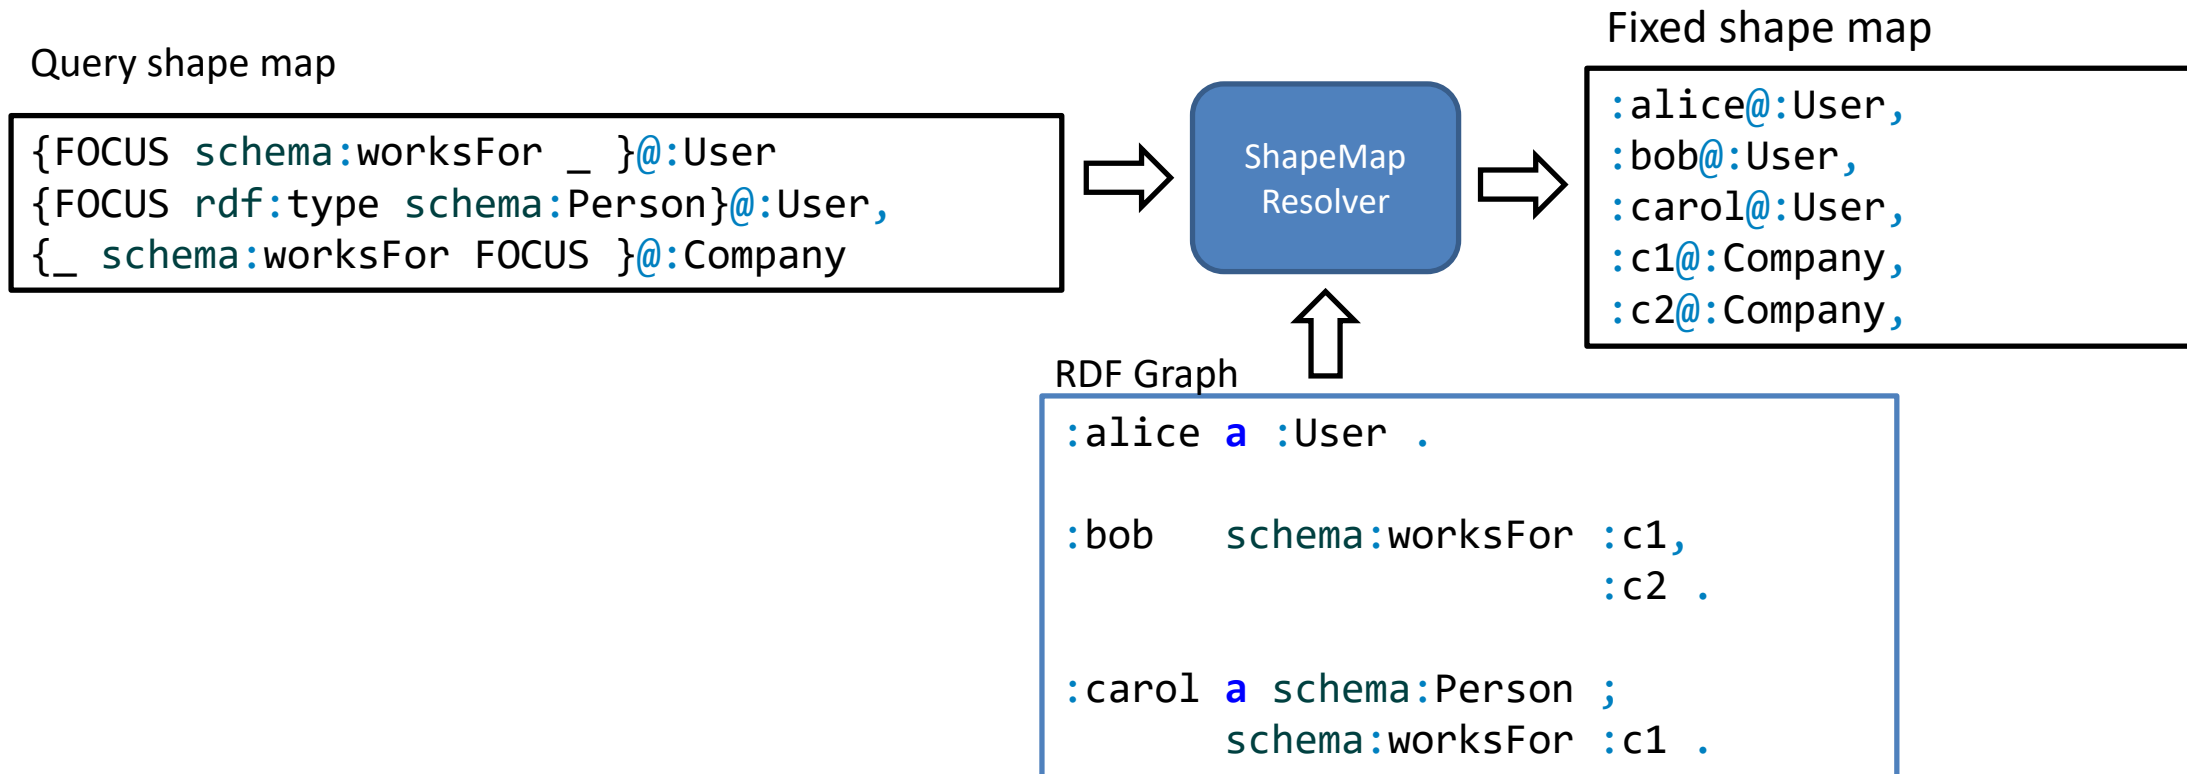 Query shape map
{FOCUS schema:worksFor _ }@:User
{FOCUS rdf:type schema:Person}@:User,
{_ schema:worksFor FOCUS }@:Company
ShapeMap
Resolver
Fixed shape map
:alice@:User,
:bob@:User,
:carol@:User,
:c1@:Company,
:c2@:Company,
RDF Graph
:alice a :User .
:bob schema:worksFor :c1,
:c2 .
:carol a schema:Person ;
schema:worksFor :c1 .